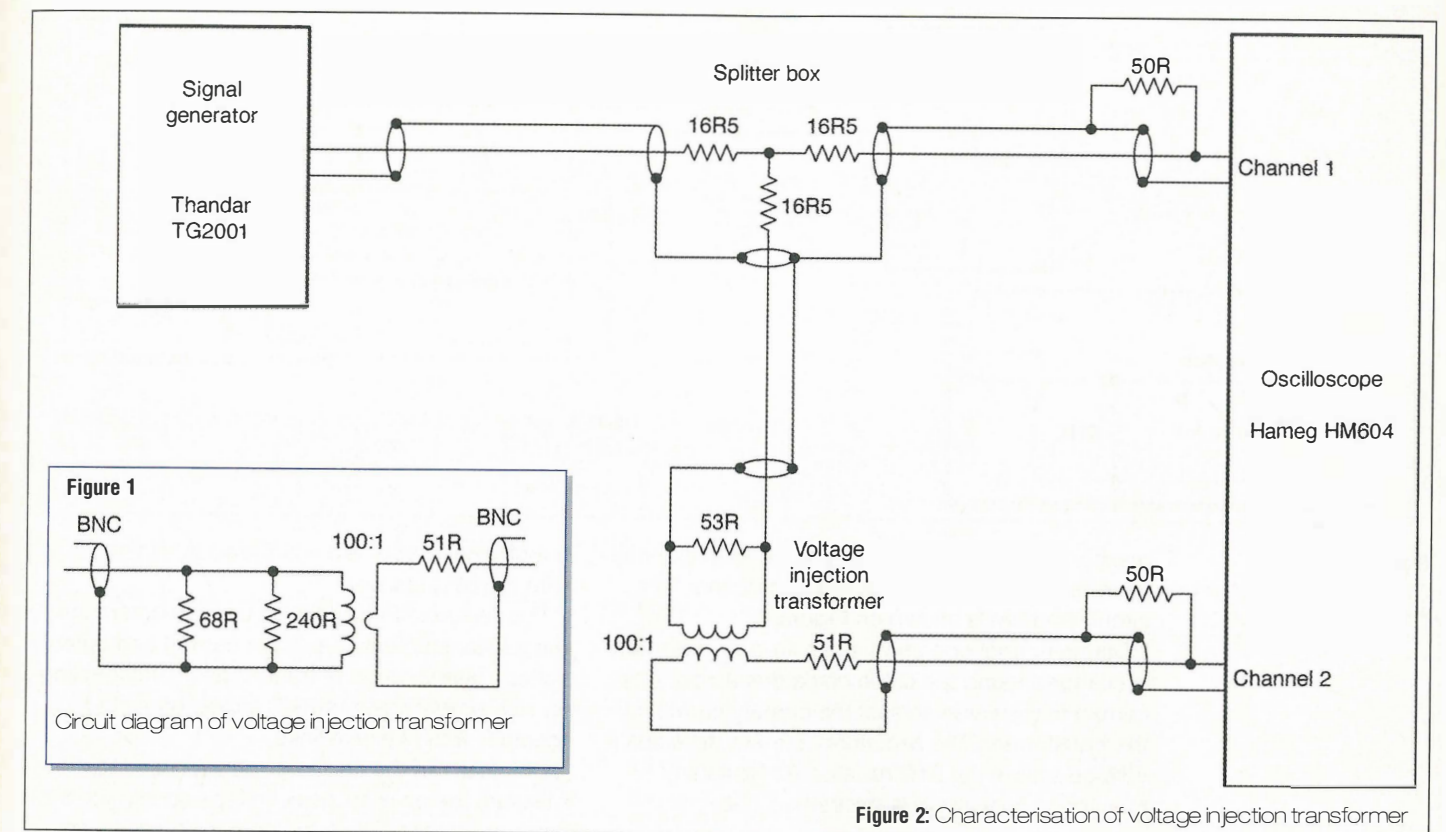 Signal
generator
Thandar
TG2001
Splitter box
16R5
16R5
16R5
50R
Channel 1
Oscilloscope
Hameg HM604
53R
Voltage
injection
transformer
100:1
51R
50R
Channel 2
Figure 1
BNC
100:1
51R
BNC
68R
240R
Circuit diagram of voltage injection transformer
Figure 2: Characterisation of voltage injection transformer